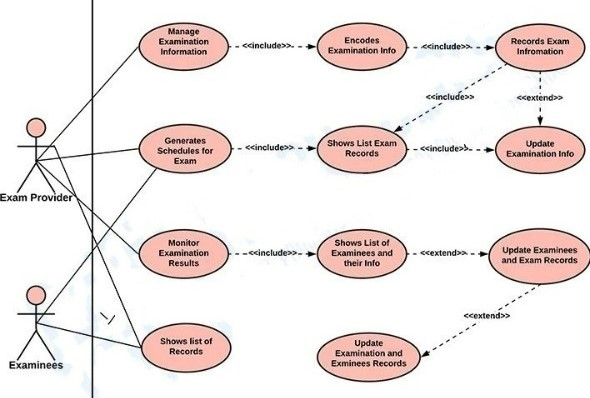 Manage
Examination
Information
<<include>>
Encodes
Examination Info
<<include>>
Records Exam
Infromation
<<include>>
<<extend>>
Generates
Schedules for
Exam
<<include>>
Shows List Exam
Records
<<include>>
Update
Examination Info
Exam Provider
Monitor
Examination
Results
<<include>>
Shows List of
Examinees and
their Info
<<extend>>
Update Examinees
and Exam Records
<<extend>>
Examinees
Shows list of
Records
Update
Examination and
Exminees Records